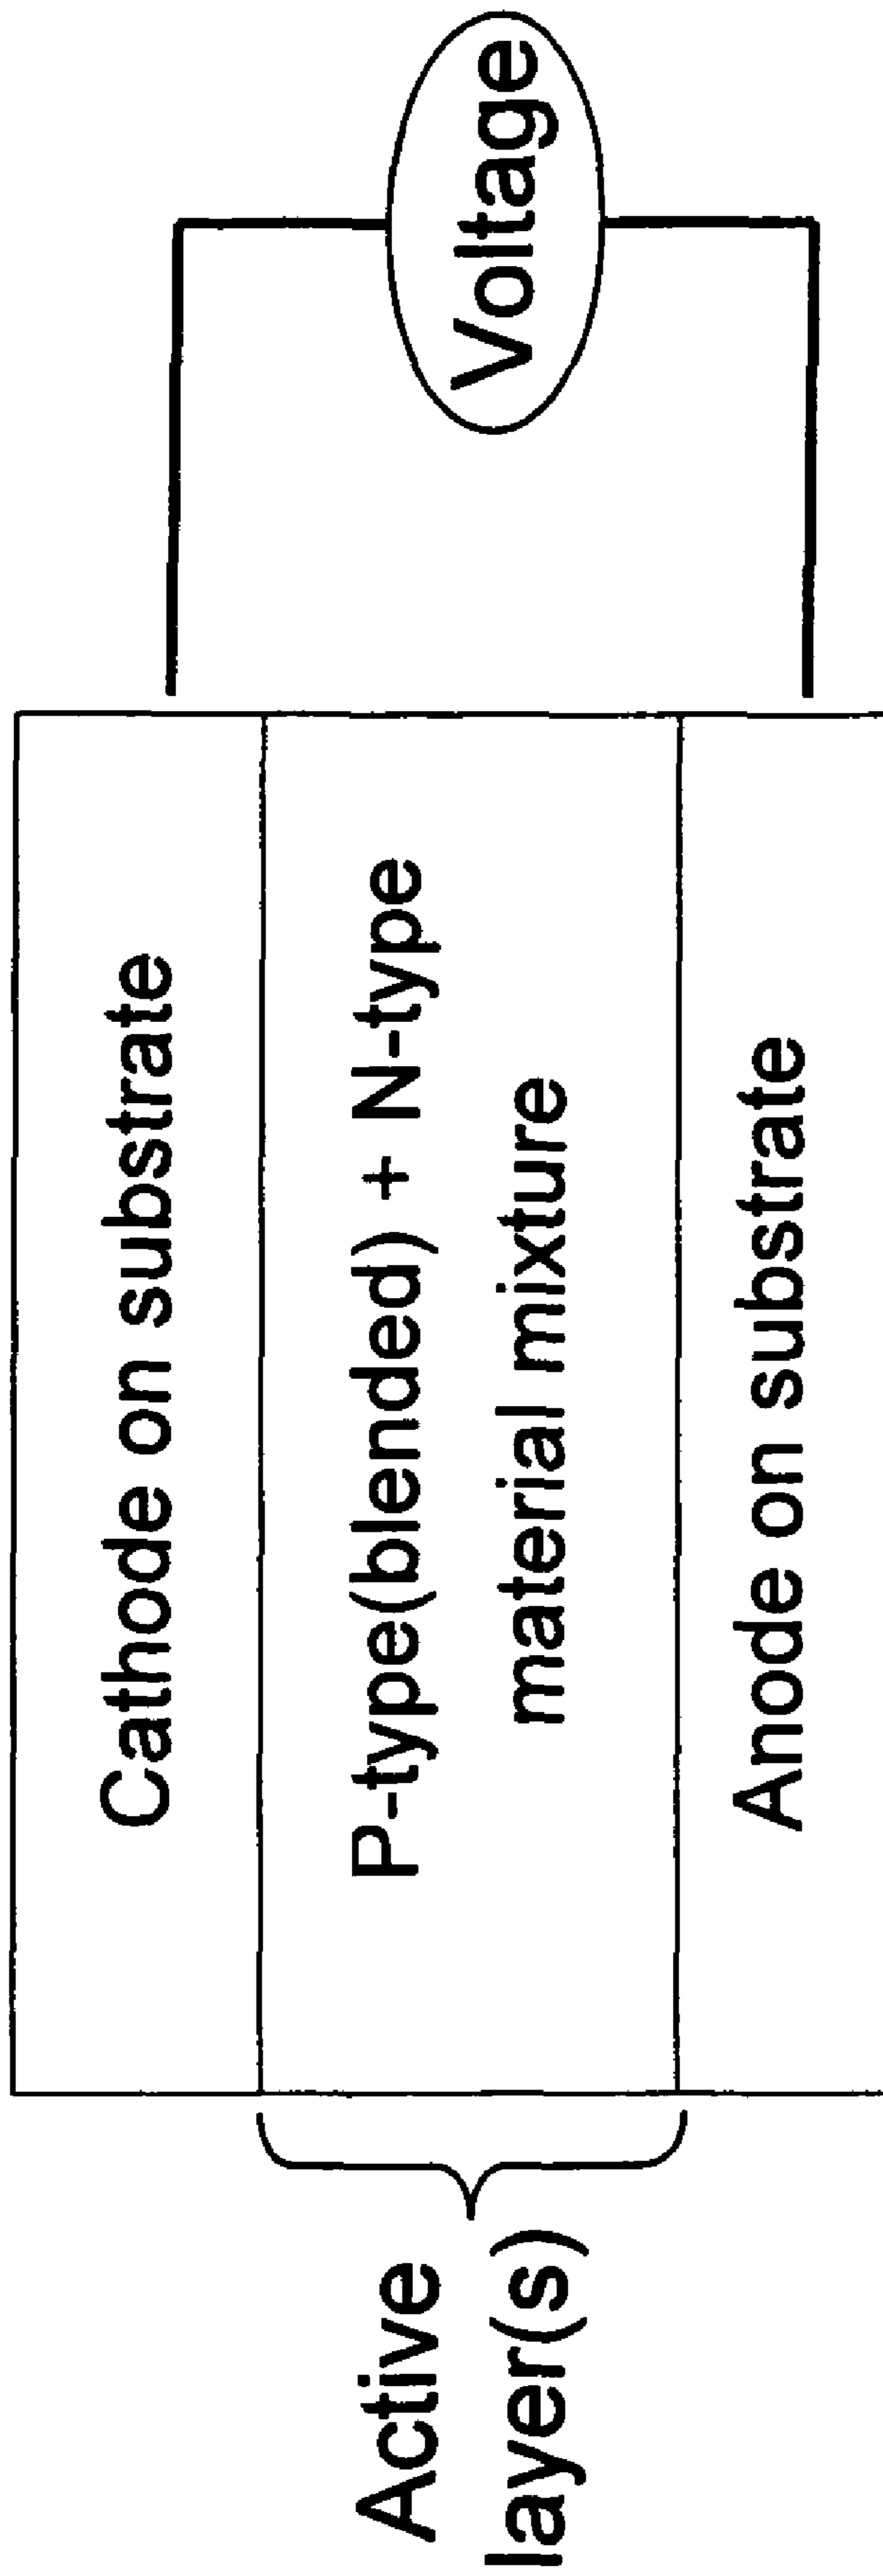 Active
layer(s)
Cathode on substrate
P-type(blended) + N-type
material mixture
Anode on substrate
Voltage